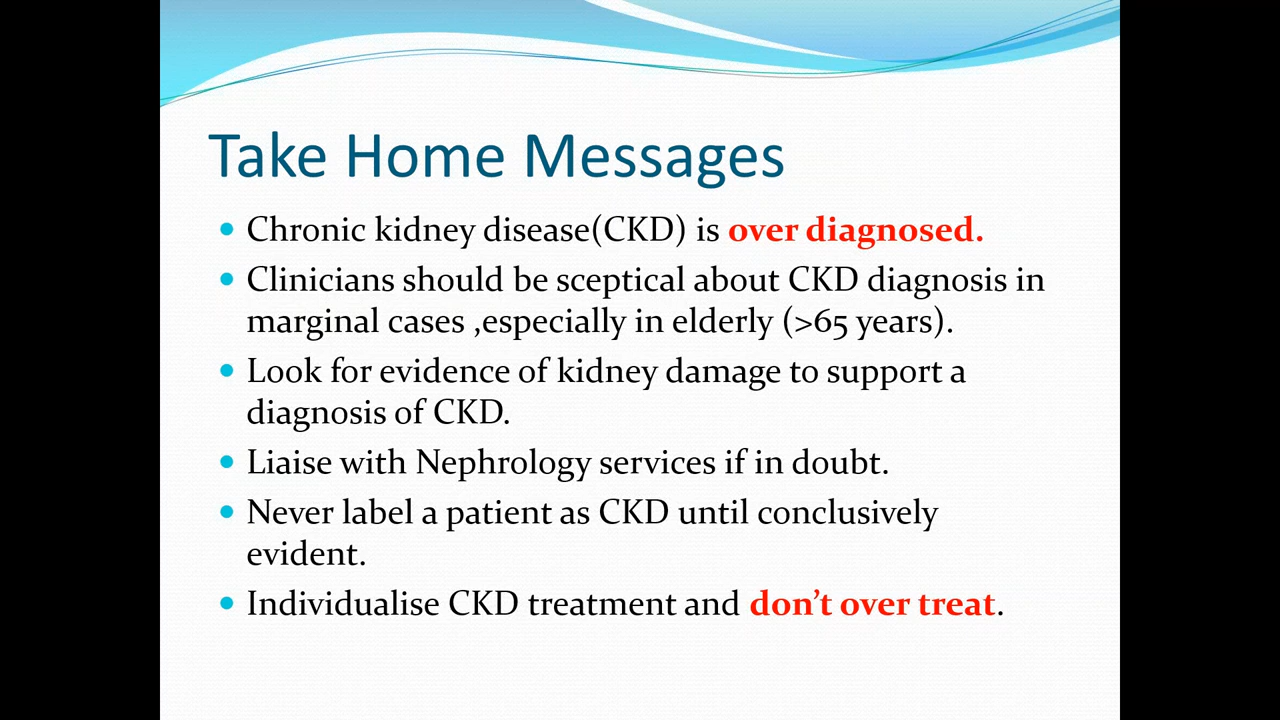 Take Home Messages
• Chronic kidney disease(CKD) is over diagnosed.
• Clinicians should be sceptical about CKD diagnosis in
marginal cases ,especially in elderly (>65 years).
• Look for evidence of kidney damage to support a
diagnosis of CKD.
• Liaise with Nephrology services if in doubt.
• Never label a patient as CKD until conclusively
evident.
• Individualise CKD treatment and don’t over treat.